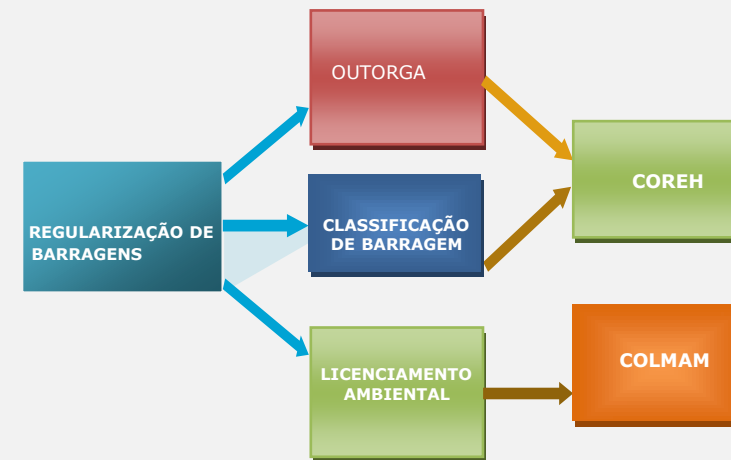 OUTORGA
COREH
REGULARIZAÇÃO DE
BARRAGENS
CLASSIFICAÇÃO
DE BARRAGEM
LICENCIAMENTO
AMBIENTAL
COLMAM